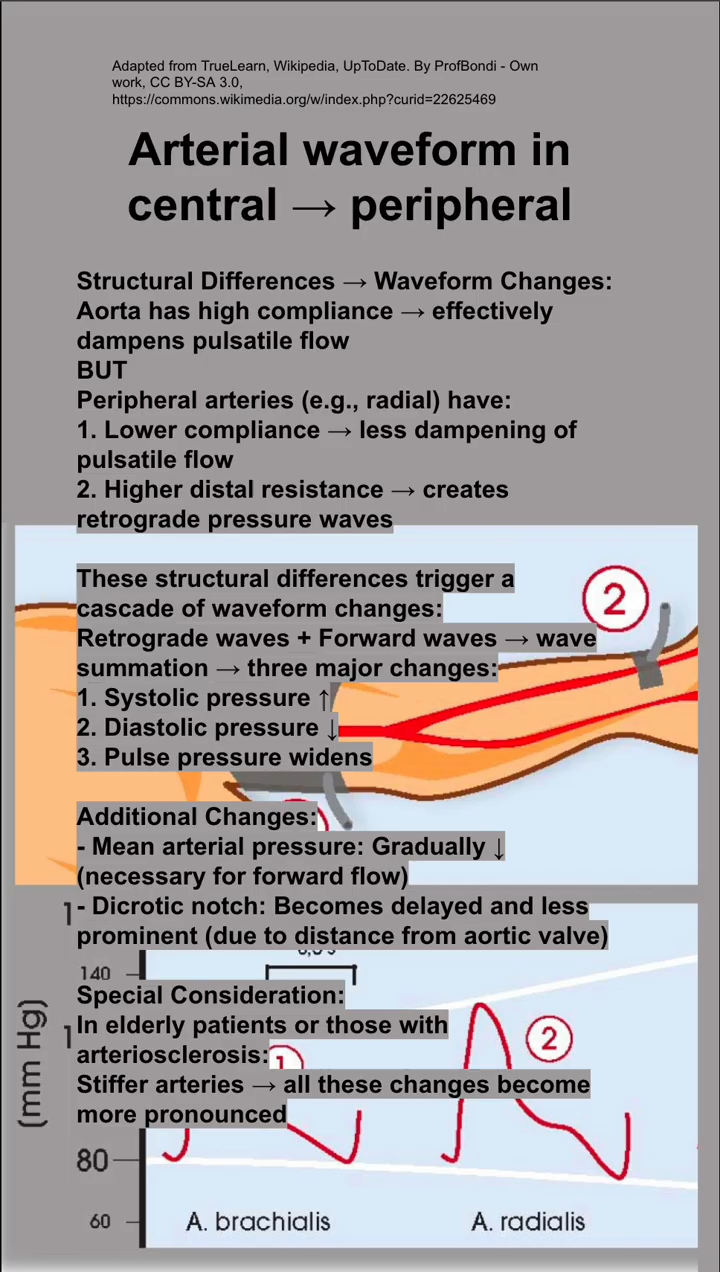 Adapted from TrueLearn, Wikipedia, UpToDate. By ProfBondi - Own
work, CC BY-SA 3.0,
https://commons.wikimedia.org/w/index.php?curid=22625469
Arterial waveform in
central → peripheral
Structural Differences → Waveform Changes:
Aorta has high compliance → effectively
dampens pulsatile flow
BUT
Peripheral arteries (e.g., radial) have:
1. Lower compliance → less dampening of
pulsatile flow
2. Higher distal resistance → creates
retrograde pressure waves
These structural differences trigger a
cascade of waveform changes:
2
Retrograde waves + Forward waves → wave
summation → three major changes:
1. Systolic pressure ↑
2. Diastolic pressure ↓
3. Pulse pressure widens
Additional Changes:
- Mean arterial pressure: Gradually ↓
(necessary for forward flow)
- Dicrotic notch: Becomes delayed and less
prominent (due to distance from aortic valve)
140
Special Consideration:
In elderly patients or those with
arteriosclerosis:
1
2
Stiffer arteries → all these changes become
more pronounced
(mm Hg)
80
60
A. brachialis
A. radialis